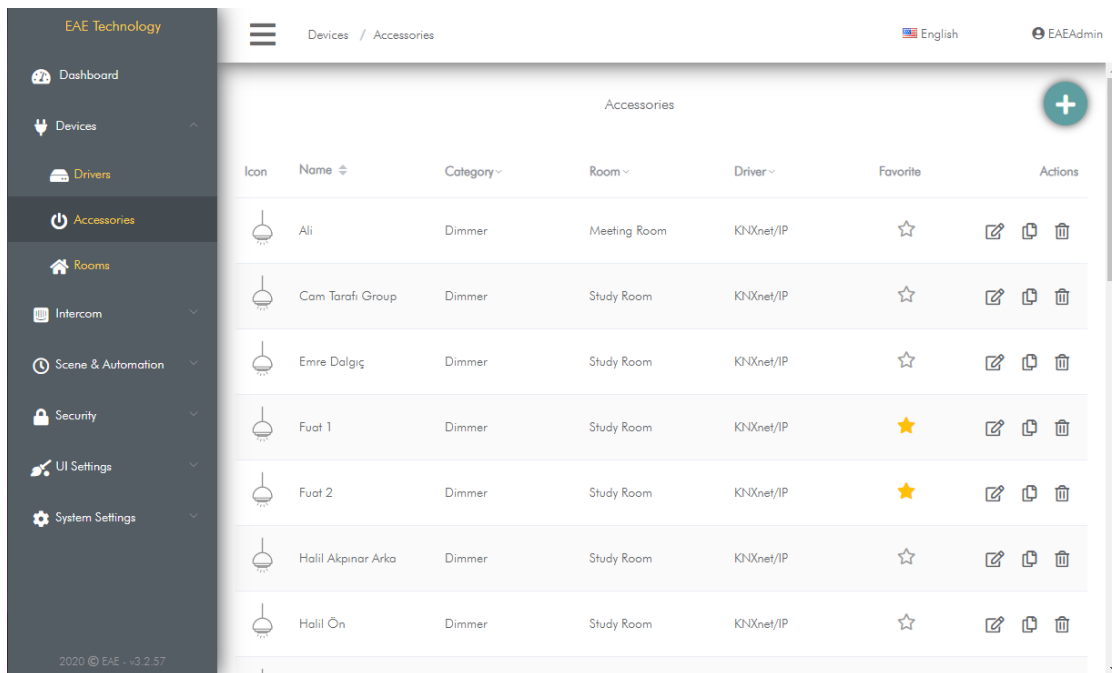 EAE Technology
Devices / Accessories
English
EAEAdmin
Dashboard
Devices
Drivers
Accessories
Rooms
Intercom
Scene & Automation
Security
UI Settings
System Settings
2020 © EAE - v3.2.57
Accessories
Icon Name Category Room Driver Favorite Actions
Ali Dimmer Meeting Room KNXnet/IP
Cam Tarafı Group Dimmer Study Room KNXnet/IP
Emre Dalgıç Dimmer Study Room KNXnet/IP
Fuat 1 Dimmer Study Room KNXnet/IP
Fuat 2 Dimmer Study Room KNXnet/IP
Halil Akpınar Arka Dimmer Study Room KNXnet/IP
Halil Ön Dimmer Study Room KNXnet/IP